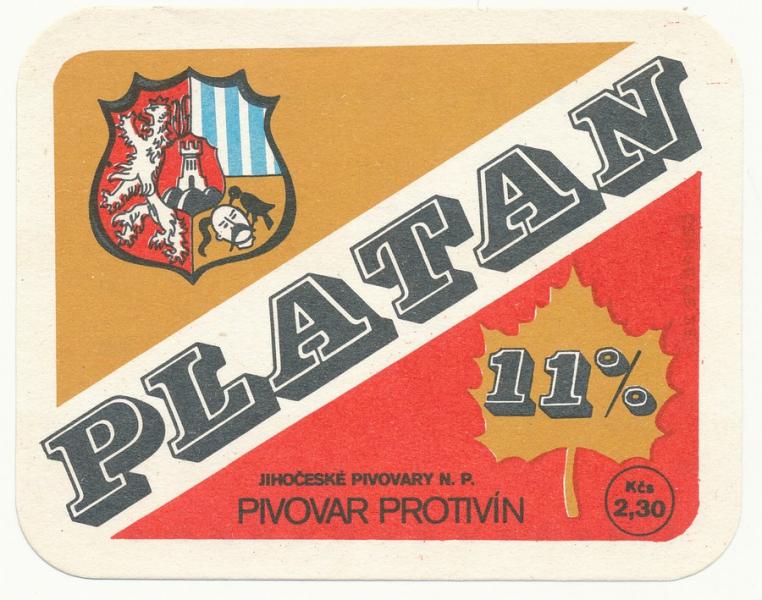 PLATAN
11%
JIHOČESKÉ PIVOVARY N. P.
PIVOVAR PROTIVÍN
Kčs
2,30